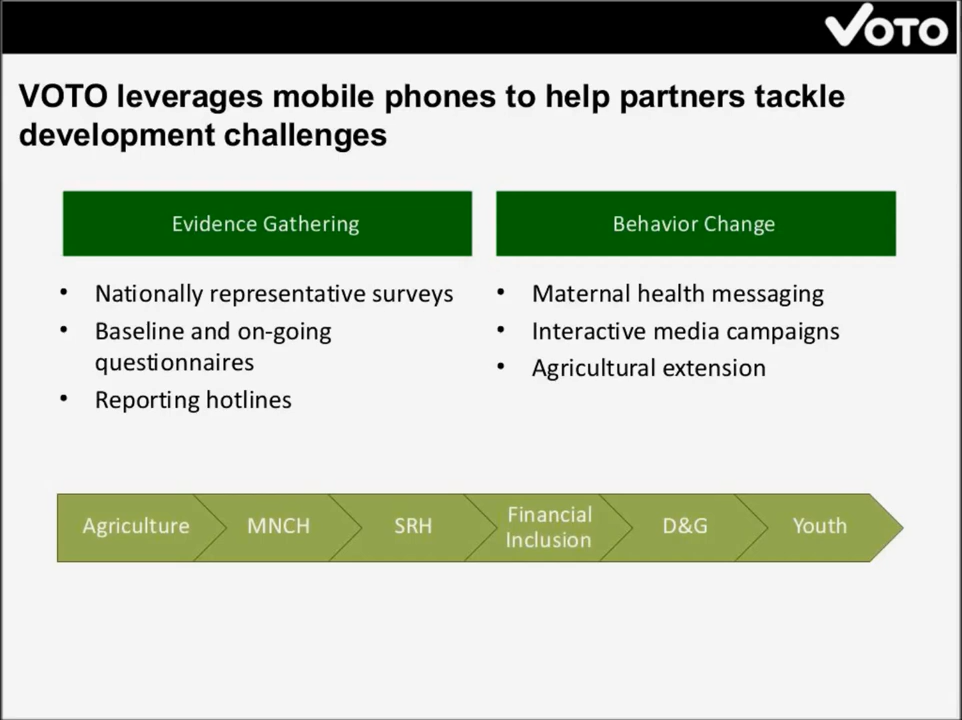 VOTO
VOTO leverages mobile phones to help partners tackle
development challenges
Evidence Gathering
• Nationally representative surveys
• Baseline and on-going
questionnaires
• Reporting hotlines
Behavior Change
• Maternal health messaging
• Interactive media campaigns
• Agricultural extension
Agriculture
MNCH
SRH
Financial
Inclusion
D&G
Youth